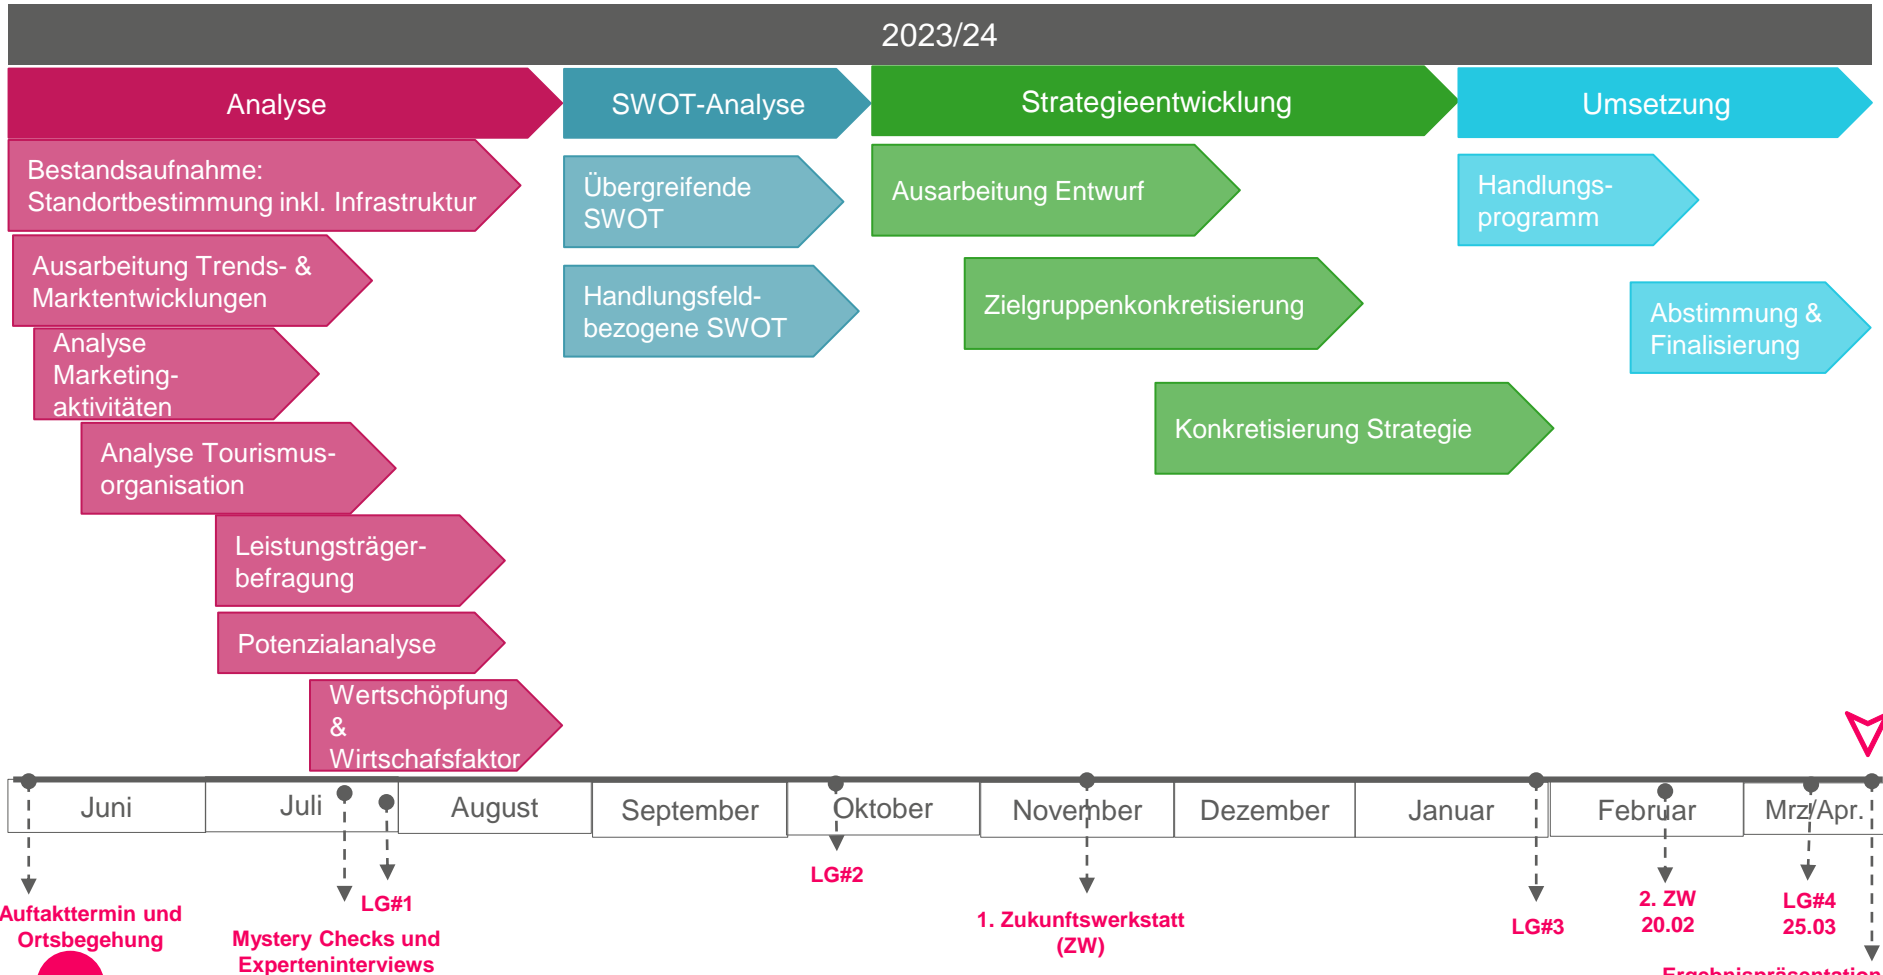 2023/24
Analyse
SWOT-Analyse
Strategieentwicklung
Umsetzung
Bestandsaufnahme:
Standortbestimmung inkl. Infrastruktur
Ausarbeitung Trends- &
Marktentwicklungen
Analyse
Marketing-
aktivitäten
Analyse Tourismus-
organisation
Leistungsträger-
befragung
Potenzialanalyse
Wertschöpfung
&
Wirtschafsfaktor
Übergreifende
SWOT
Handlungsfeld-
bezogene SWOT
Ausarbeitung Entwurf
Zielgruppenkonkretisierung
Konkretisierung Strategie
Handlungs-
programm
Abstimmung &
Finalisierung
Juni
Juli
August
September
Oktober
November
Dezember
Januar
Februar
Mrz/Apr.
Auftakttermin und
Ortsbegehung
Mystery Checks und
Experteninterviews
LG#1
LG#2
1. Zukunftswerkstatt
(ZW)
LG#3
2. ZW
20.02
LG#4
25.03
Ergebnispräsentation